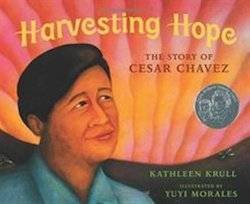 Harvesting Hope
THE STORY OF
CESAR CHAVEZ
KATHLEEN KRULL
ILLUSTRATED BY
YUYI MORALES